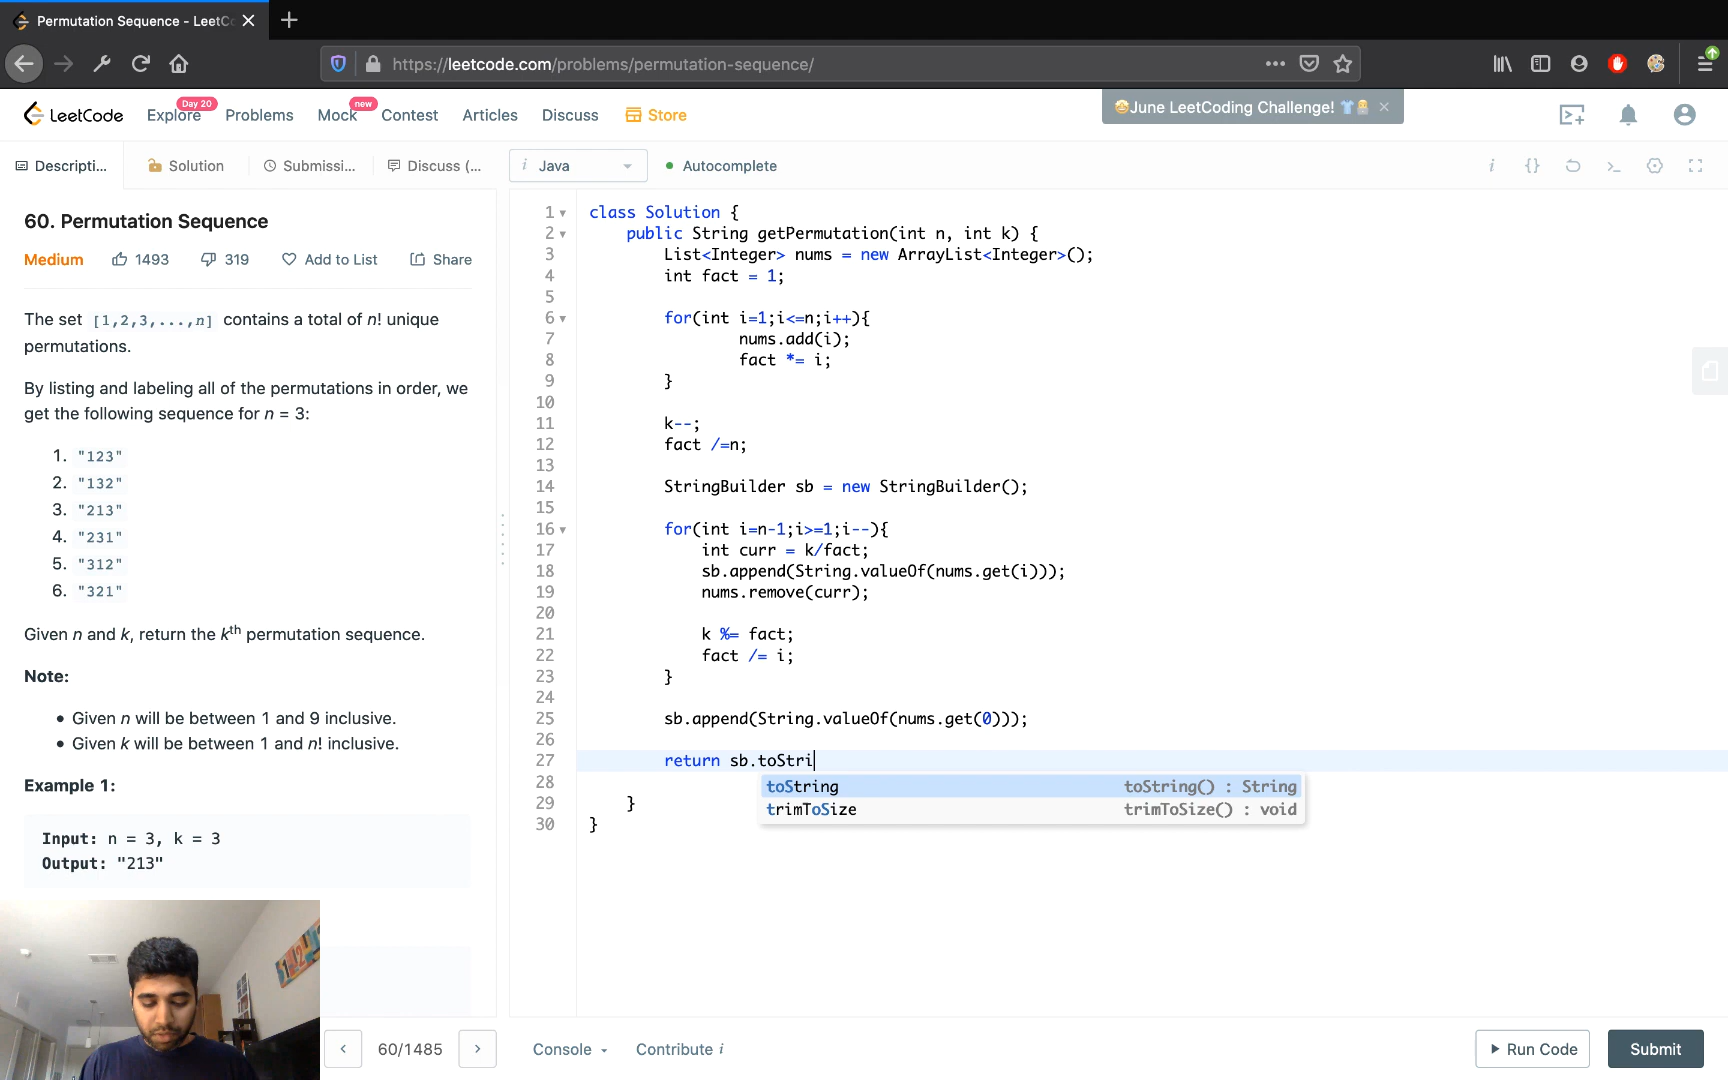 Permutation Sequence - LeetC
https://leetcode.com/problems/permutation-sequence/
LeetCode
Explore
Day 20
Problems
Mock
new
Contest
Articles
Discuss
Store
June LeetCoding Challenge!
Descripti...
Solution
Submissi...
Discuss (...
i Java
Autocomplete
60. Permutation Sequence
Medium 1493 319 Add to List Share
The set [1,2,3,...,n] contains a total of n! unique
permutations.
By listing and labeling all of the permutations in order, we
get the following sequence for n = 3:
1. "123"
2. "132"
3. "213"
4. "231"
5. "312"
6. "321"
Given n and k, return the kth permutation sequence.
Note:
• Given n will be between 1 and 9 inclusive.
• Given k will be between 1 and n! inclusive.
Example 1:
Input: n = 3, k = 3
Output: "213"
1 class Solution {
2 public String getPermutation(int n, int k) {
3 List<Integer> nums = new ArrayList<Integer>();
4 int fact = 1;
5
6 for(int i=1;i<=n;i++){
7 nums.add(i);
8 fact *= i;
9 }
10
11 k--;
12 fact /=n;
13
14 StringBuilder sb = new StringBuilder();
15
16 for(int i=n-1;i>=1;i--){
17 int curr = k/fact;
18 sb.append(String.valueOf(nums.get(i)));
19 nums.remove(curr);
20
21 k %= fact;
22 fact /= i;
23 }
24
25 sb.append(String.valueOf(nums.get(0)));
26
27 return sb.toStri
toString toString() : String
trimToSize trimToSize() : void
28
29 }
30 }
< 60/1485 >
Console
Contribute i
Run Code
Submit